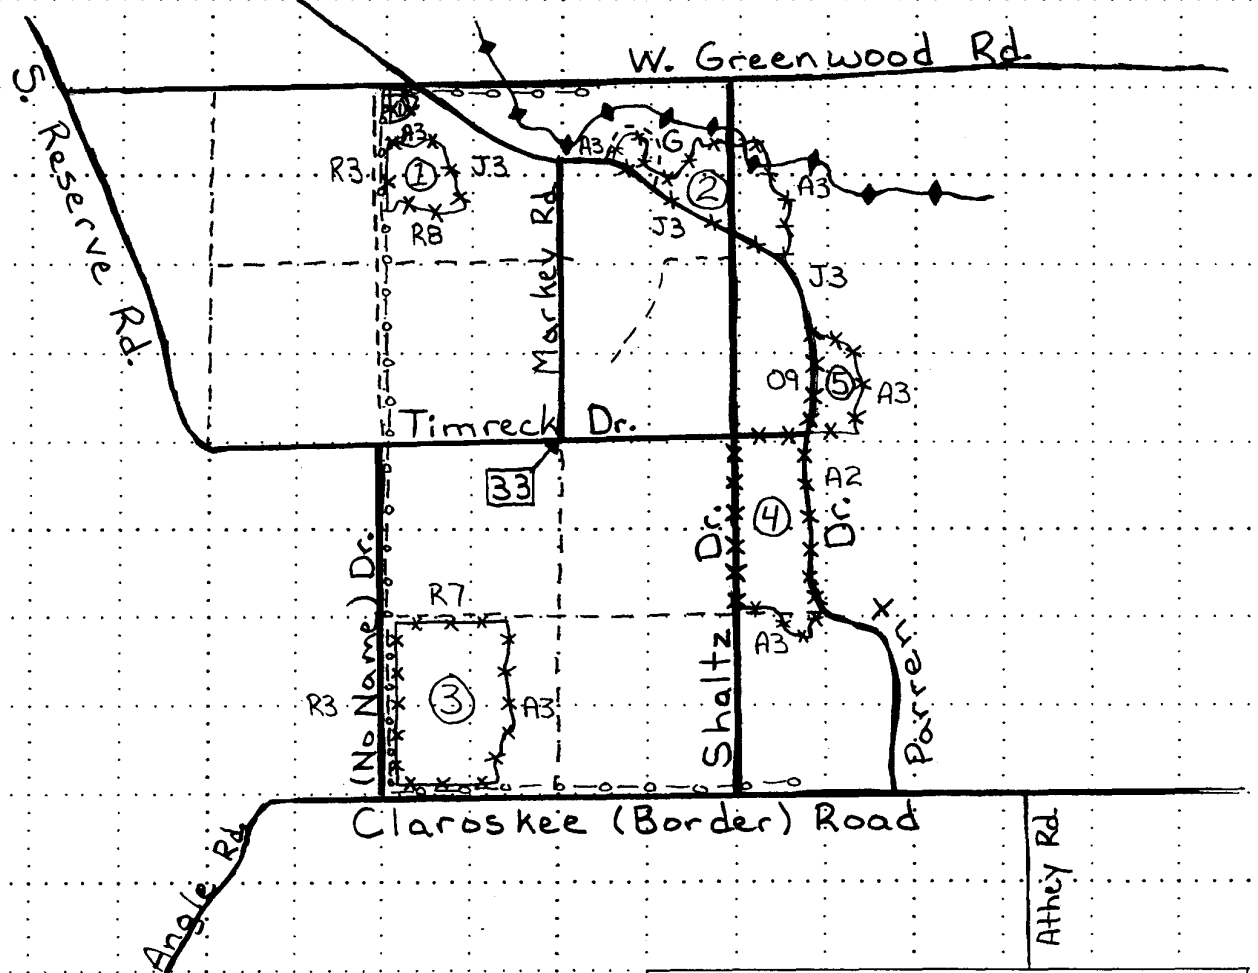 W. Greenwood Rd.
S. Reserve Rd.
A3
A3
G
R3
1
J3
2
A3
R8
J3
Markey Rd.
J3
O9
5
A3
Timreck Dr.
33
A2
4
(No Name) Dr.
Shaltz Dr.
Parren Dr.
R7
A3
R3
3
A3
Claroskee (Border) Road
Angle Rd.
Athey Rd